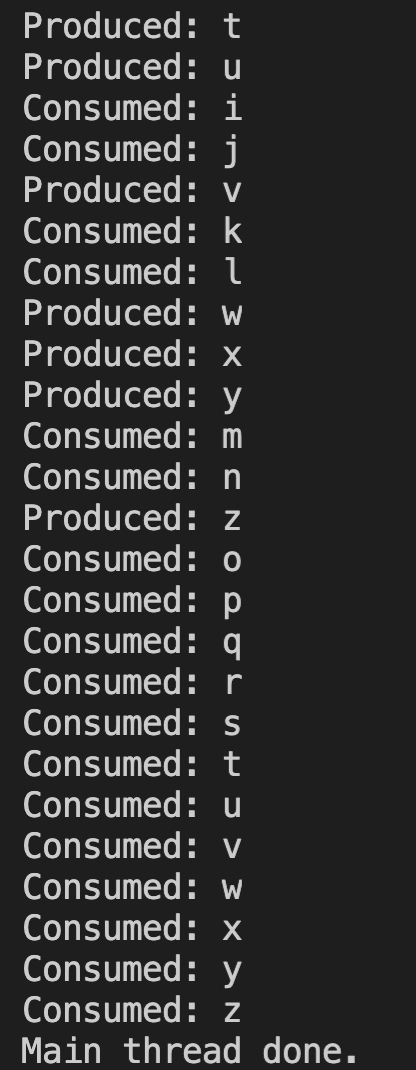 Produced: t
Produced: u
Consumed: i
Consumed: j
Produced: v
Consumed: k
Consumed: l
Produced: w
Produced: x
Produced: y
Consumed: m
Consumed: n
Produced: z
Consumed: o
Consumed: p
Consumed: q
Consumed: r
Consumed: s
Consumed: t
Consumed: u
Consumed: v
Consumed: w
Consumed: x
Consumed: y
Consumed: z
Main thread done.